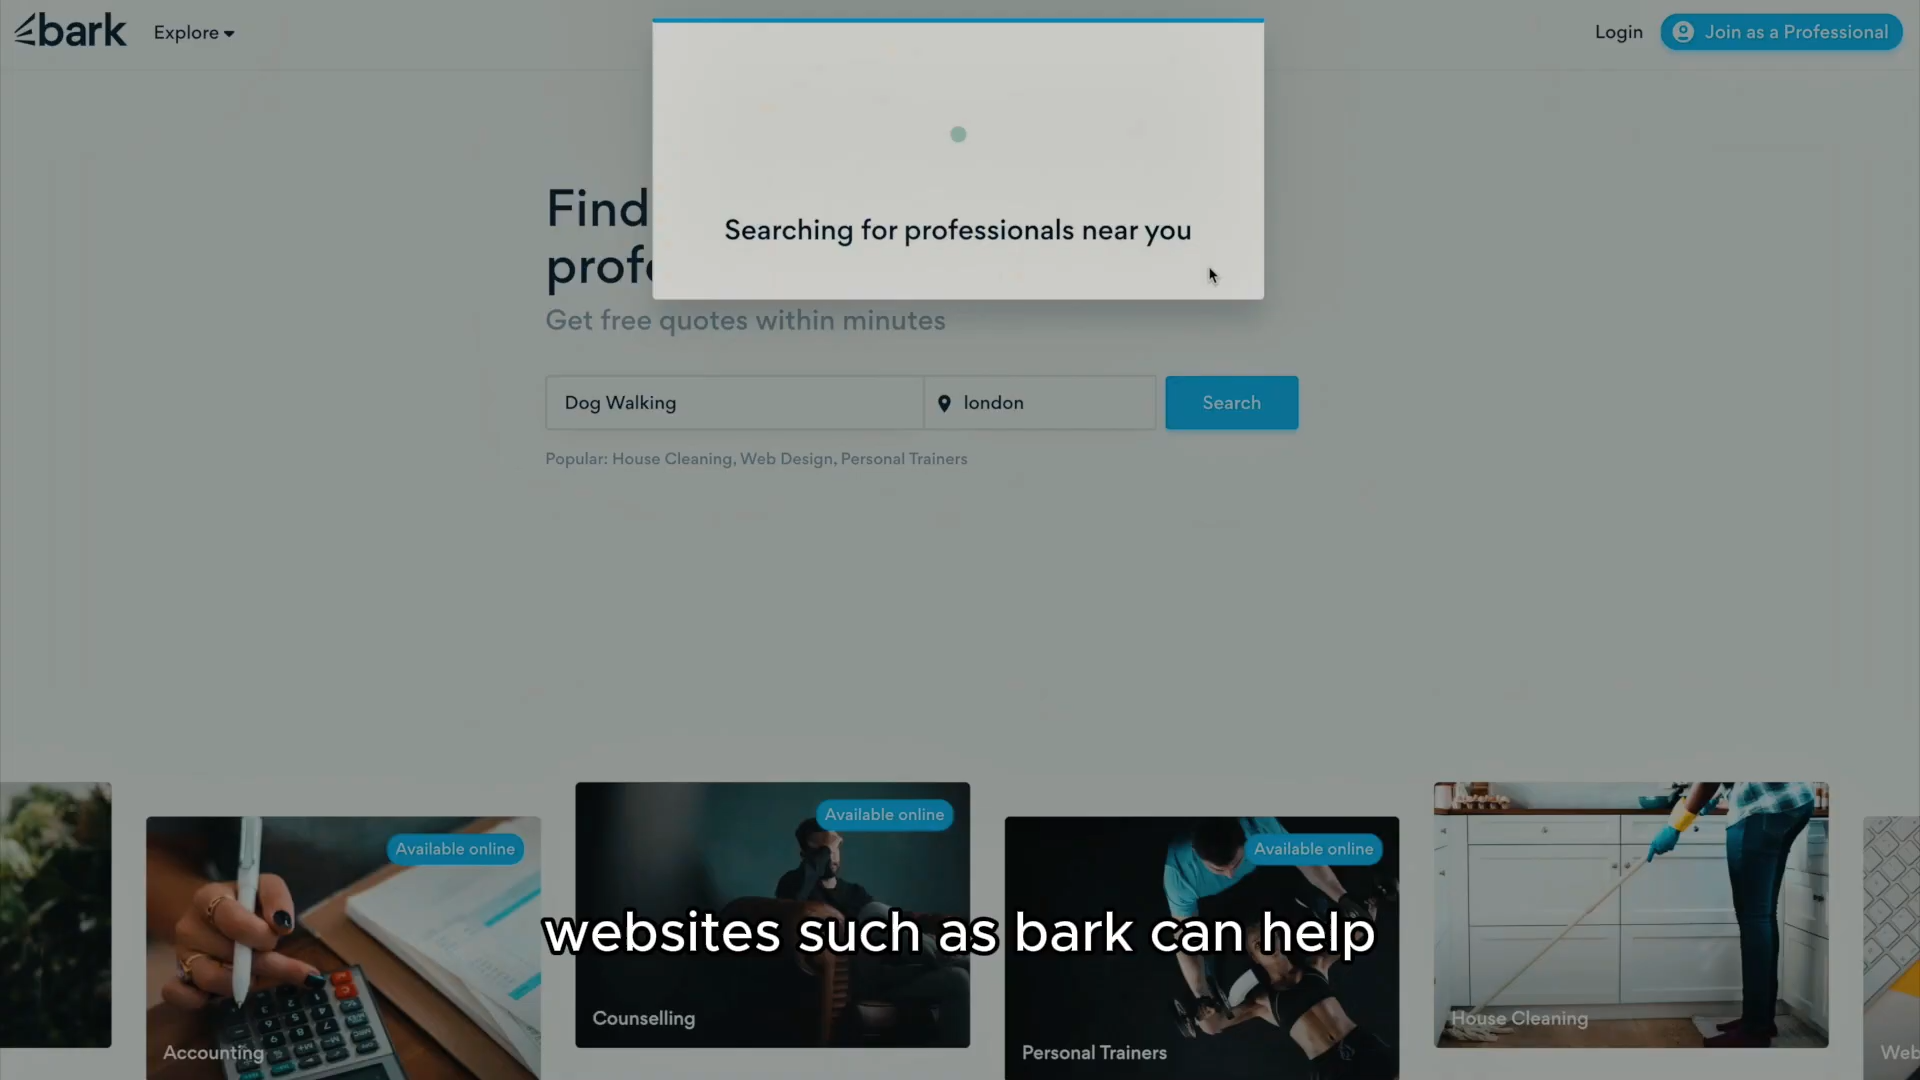 bark
Explore
Login
Join as a Professional
Searching for professionals near you
Find
profe
Get free quotes within minutes
Dog Walking
london
Search
Popular: House Cleaning, Web Design, Personal Trainers
Available online
Available online
Available online
websites such as bark can help
Counselling
House Cleaning
Accounting
Personal Trainers
Web